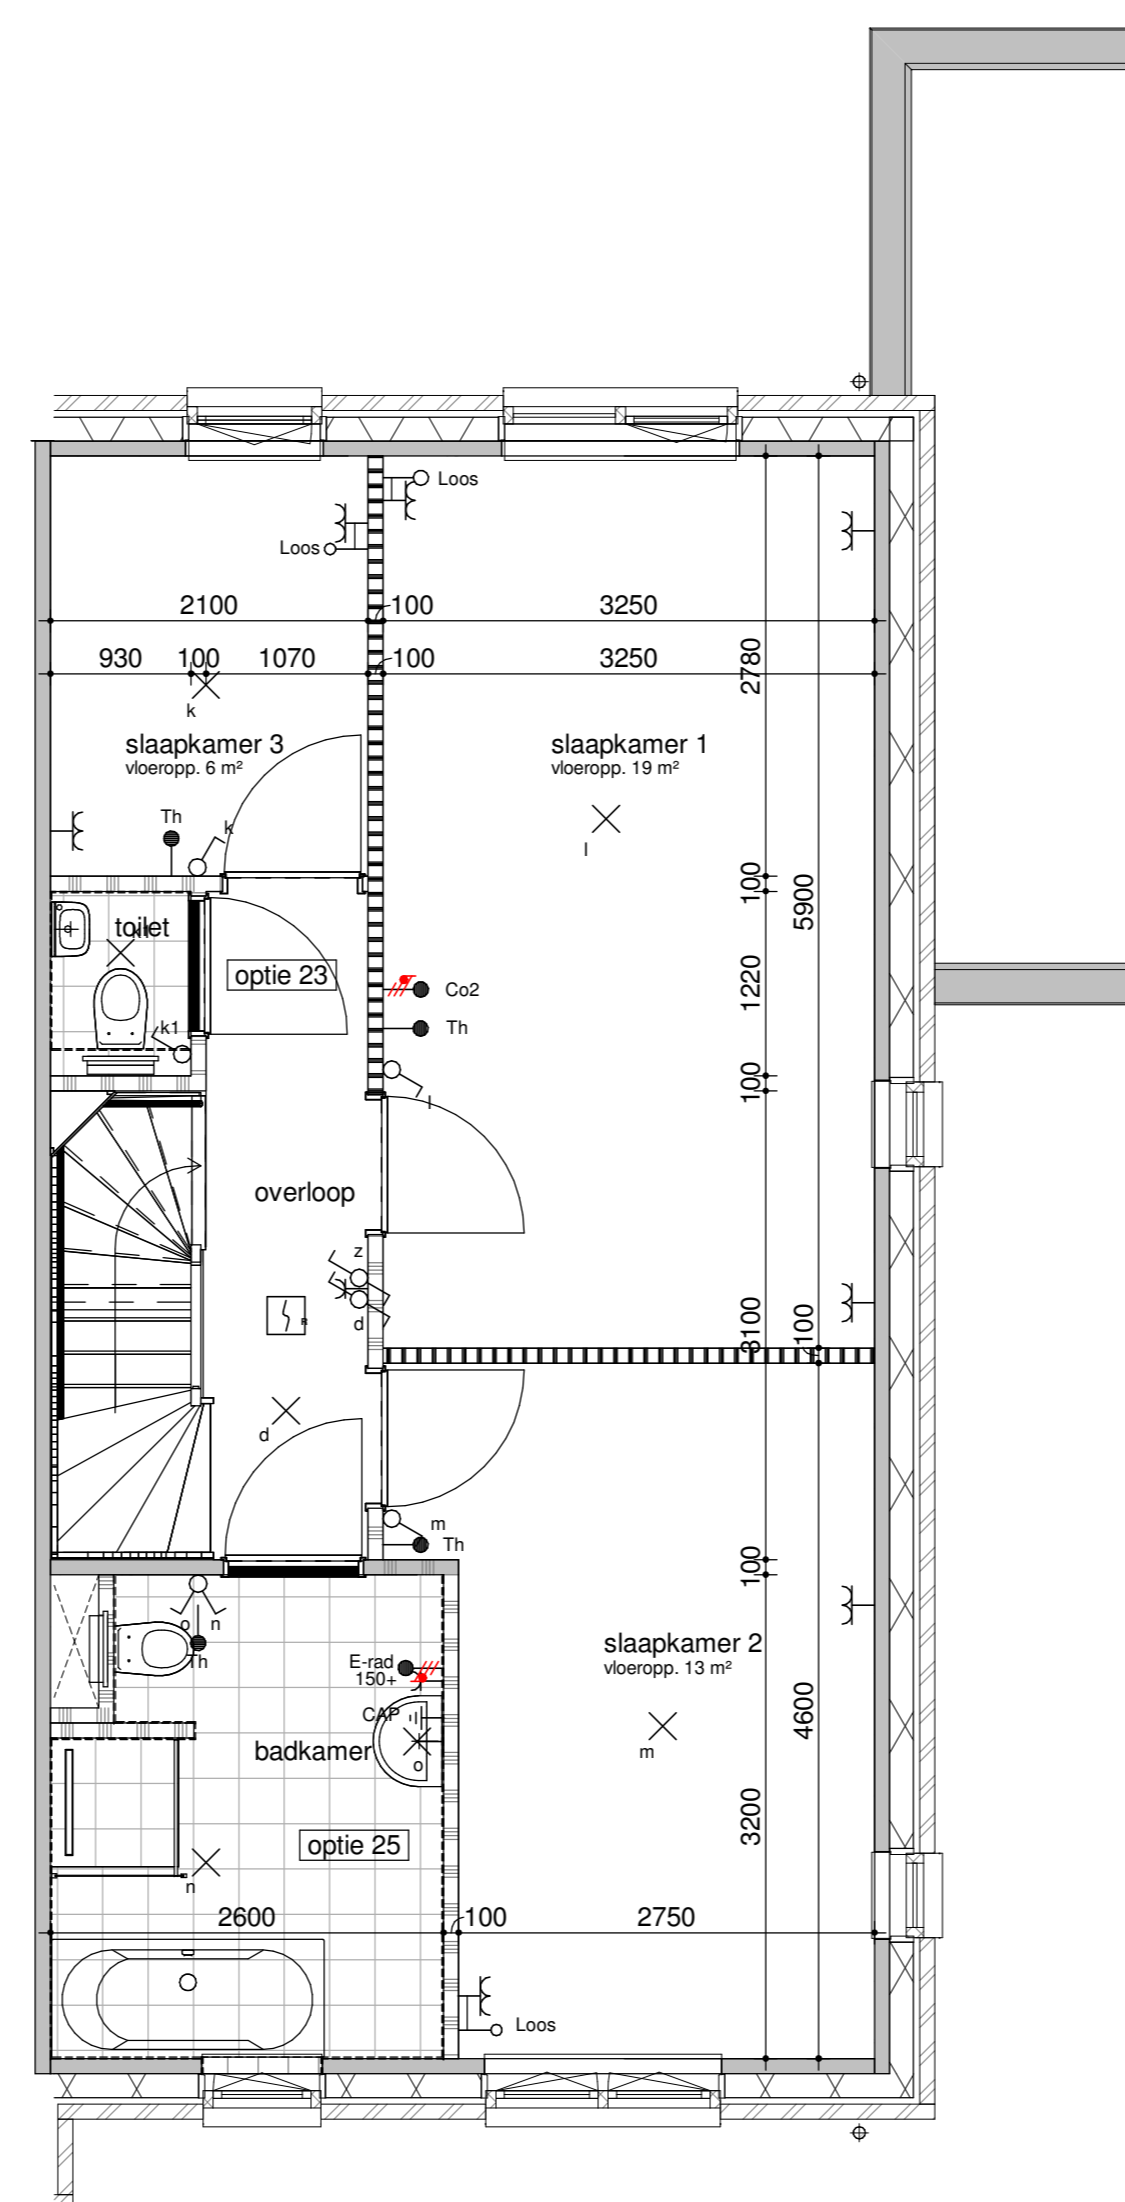 Loos
Loos
2100
100
3250
930
100
1070
100
3250
2780
k
slaapkamer 3
vloeropp. 6 m²
slaapkamer 1
vloeropp. 19 m²
Th
k
l
100
5900
toilet
optie 23
Co2
1220
Th
k1
100
l
overloop
z
d
R
3100
100
d
m
Th
100
o
n
Th
E-rad
150+
CAP
slaapkamer 2
vloeropp. 13 m²
4600
m
badkamer
o
optie 25
3200
n
2600
100
2750
Loos